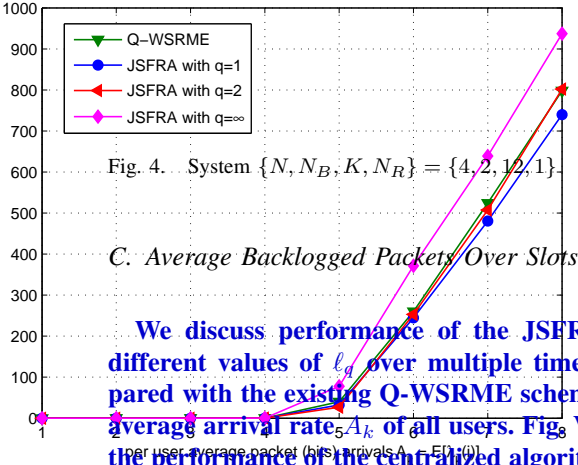 1000
900
800
700
600
500
400
300
200
100
0
Q-WSRME
JSFRA with q=1
JSFRA with q=2
JSFRA with q=∞
Fig. 4. System {N, N_B, K, N_R} = {4, 2, 12, 1}
C. Average Backlogged Packets Over Slots
We discuss performance of the JSFR
different values of ℓ_q over multiple time
pared with the existing Q-WSRME schem
average arrival rate A_k of all users. Fig.
1 2 3 4 5 6 7 8
per user average packet (bits) arrivals
the performance of the centralized algori